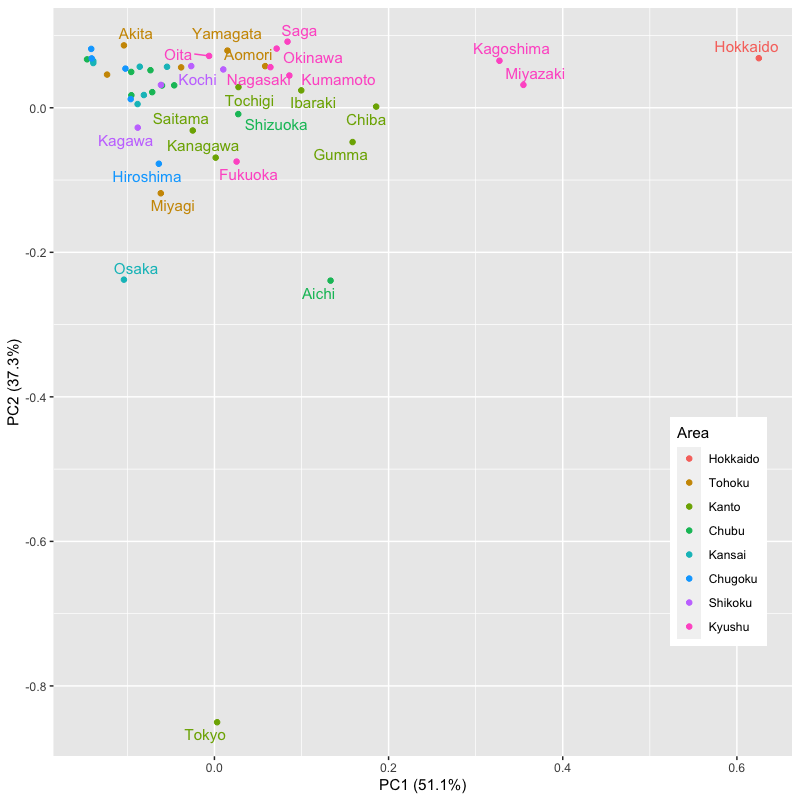 Akita
Yamagata
Saga
Oita
Aomori
Okinawa
Kagoshima
Hokkaido
Kochi
Nagasaki
Kumamoto
Miyazaki
Tochigi
Ibaraki
Saitama
Shizuoka
Chiba
Kagawa
Kanagawa
Gumma
Hiroshima
Fukuoka
Miyagi
Osaka
Aichi
Tokyo
0.0
-0.2
-0.4
-0.6
-0.8
PC2 (37.3%)
Area
Hokkaido
Tohoku
Kanto
Chubu
Kansai
Chugoku
Shikoku
Kyushu
0.0
0.2
0.4
0.6
PC1 (51.1%)